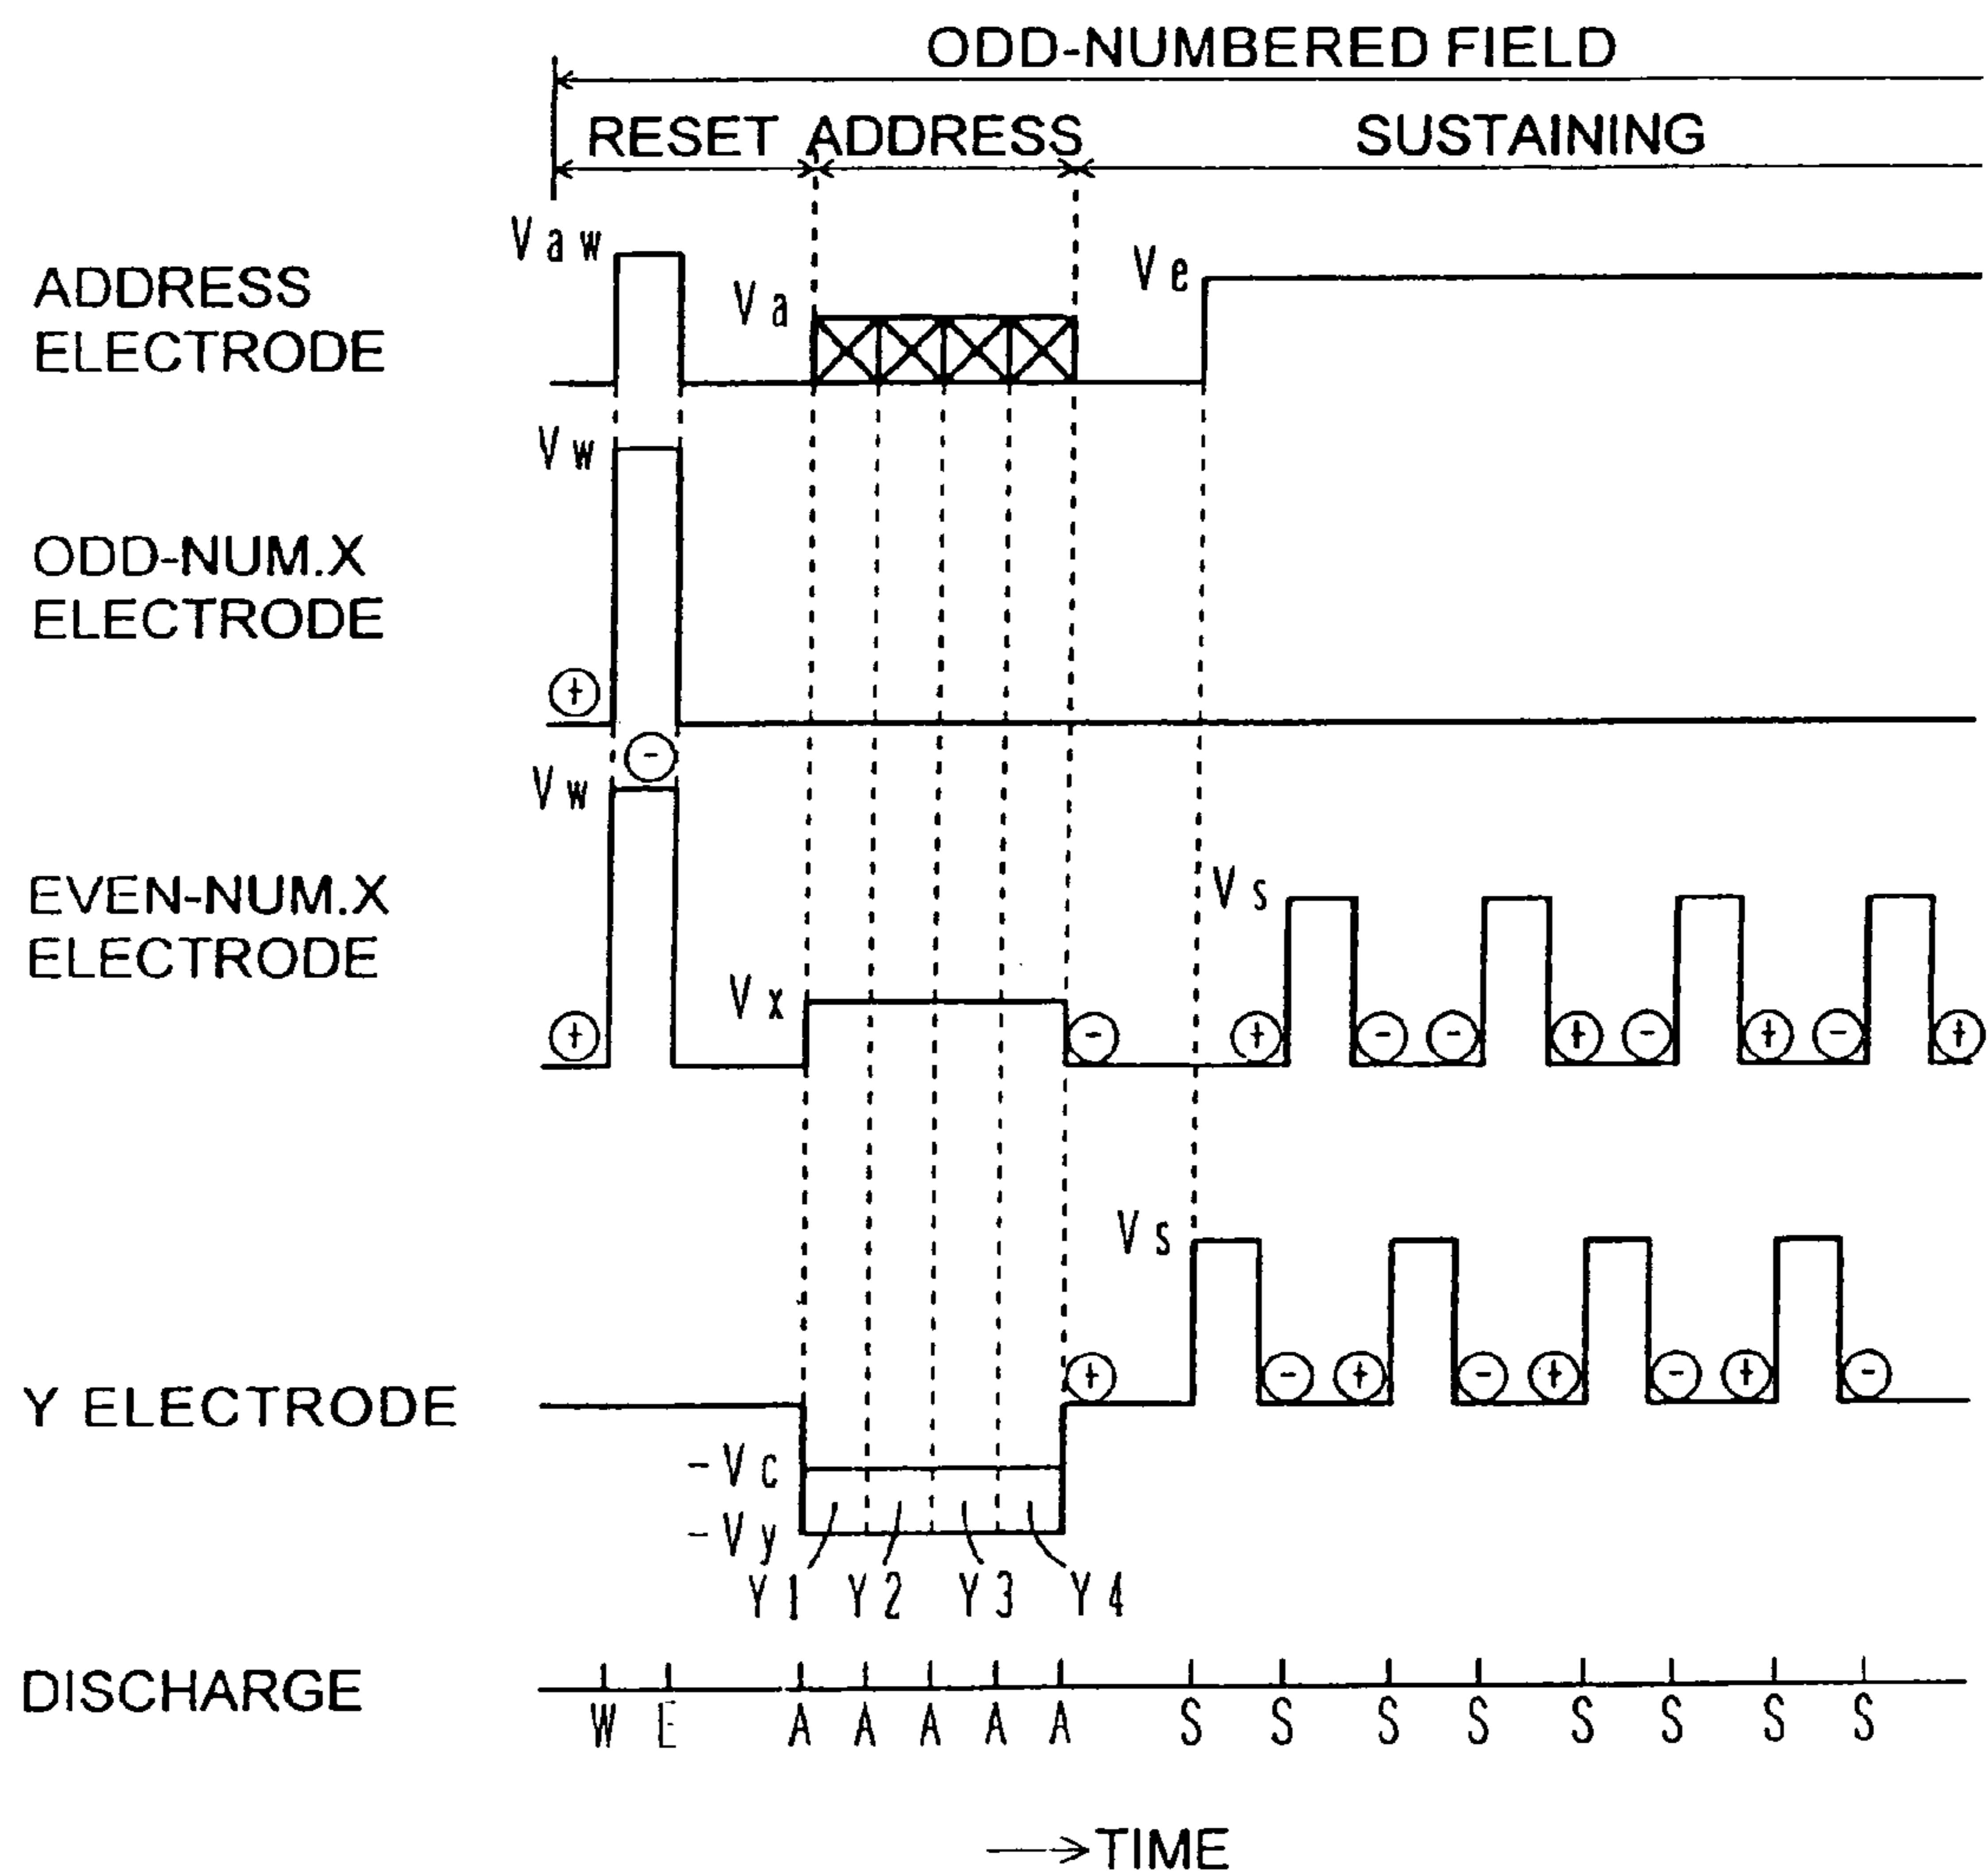 ODD-NUMBERED FIELD
RESET ADDRESS SUSTAINING
Vaw
ADDRESS
ELECTRODE
Va
Ve
Vw
ODD-NUM.X
ELECTRODE
+
-
Vw
EVEN-NUM.X
ELECTRODE
Vs
Vx
+ - + - - + - + - +
Vs
Y ELECTRODE
+ - + - + - + -
-Vc
-Vy
Y1 Y2 Y3 Y4
DISCHARGE
W E A A A A A S S S S S S S S
→TIME